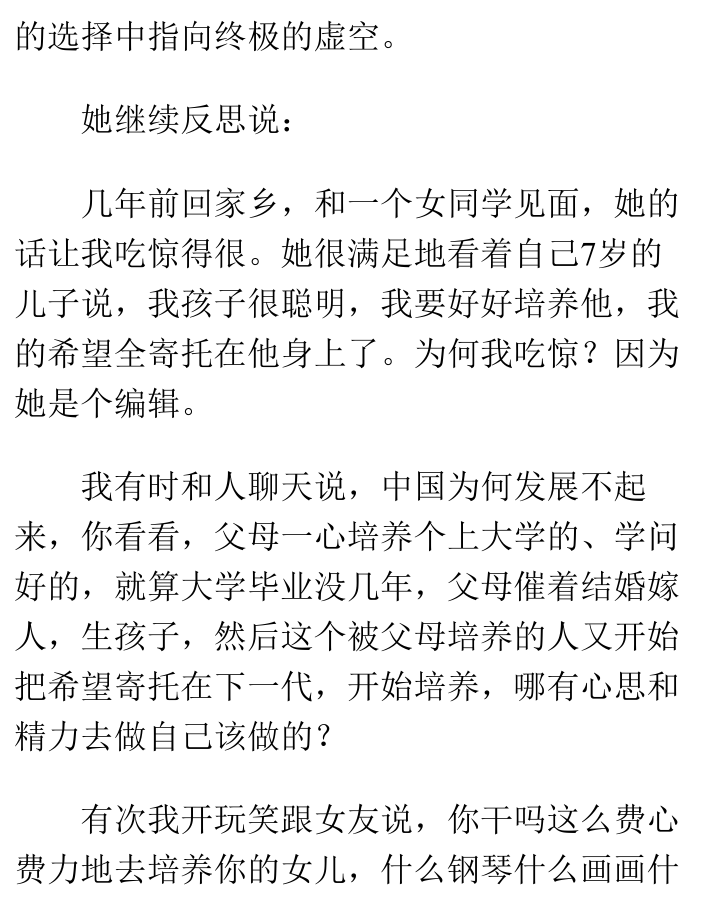 的选择中指向终极的虚空。
她继续反思说：
几年前回家乡，和一个女同学见面，她的
话让我吃惊得很。她很满足地看着自己7岁的
儿子说，我孩子很聪明，我要好好培养他，我
的希望全寄托在他身上了。为何我吃惊？因为
她是个编辑。
我有时和人聊天说，中国为何发展不起
来，你看看，父母一心培养个上大学的、学问
好的，就算大学毕业没几年，父母催着结婚嫁
人，生孩子，然后这个被父母培养的人又开始
把希望寄托在下一代，开始培养，哪有心思和
精力去做自己该做的？
有次我开玩笑跟女友说，你干吗这么费心
费力地去培养你的女儿，什么钢琴什么画画什